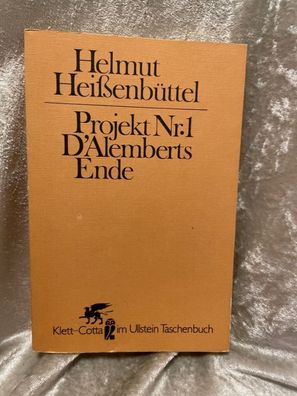 Helmut
Heißenbüttel
Projekt Nr.1
D'Alemberts
Ende
Klett-Cotta im Ullstein Taschenbuch